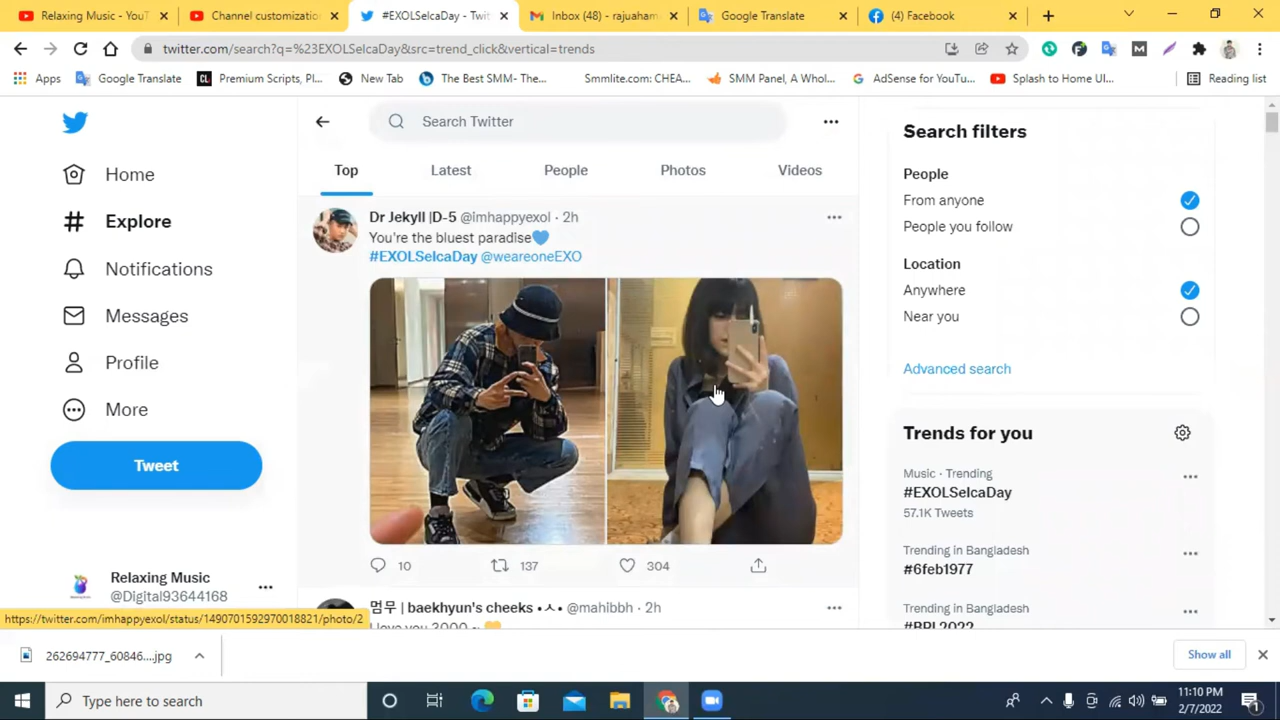 Relaxing Music - YouT
Channel customizatio
#EXOLSelcaDay - Twit
Inbox (48) - rajuaham
Google Translate
(4) Facebook
twitter.com/search?q=%23EXOLSelcaDay&src=trend_click&vertical=trends
Apps
Google Translate
Premium Scripts, Pl...
New Tab
The Best SMM- The...
Smmlite.com: CHEA...
SMM Panel, A Whol...
AdSense for YouTu...
Splash to Home UI...
Reading list
Search Twitter
Home
Explore
Notifications
Messages
Profile
More
Tweet
Relaxing Music
@Digital93644168
Top
Latest
People
Photos
Videos
Dr Jekyll |D-5 @imhappyexol · 2h
You're the bluest paradise💙
#EXOLSelcaDay @weareoneEXO
10
137
304
멈무 | baekhyun's cheeks •ㅅ• @mahibbh · 2h
Search filters
People
From anyone
People you follow
Location
Anywhere
Near you
Advanced search
Trends for you
Music · Trending
#EXOLSelcaDay
57.1K Tweets
Trending in Bangladesh
#6feb1977
Trending in Bangladesh
#BPL2022
https://twitter.com/imhappyexol/status/1490701592970018821/photo/2
262694777_60846....jpg
Show all
Type here to search
11:10 PM
2/7/2022